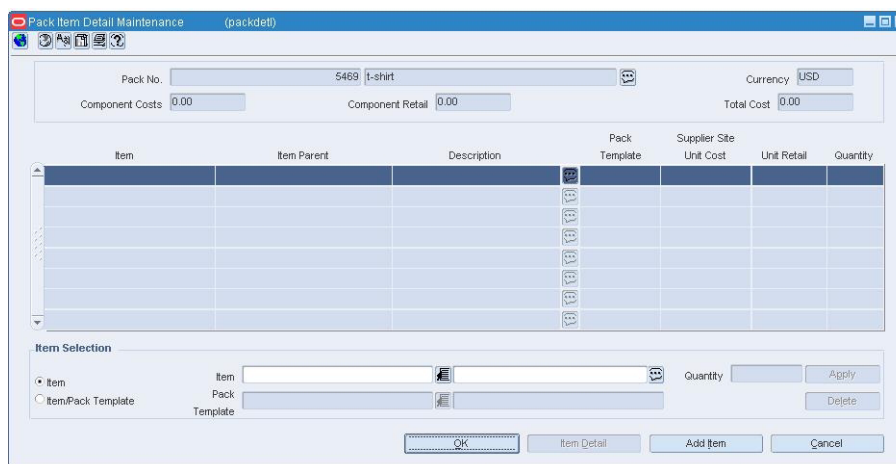 Pack Item Detail Maintenance (packdetl)
Pack No. 5469 t-shirt Currency USD
Component Costs 0.00 Component Retail 0.00 Total Cost 0.00
Pack Supplier Site
Item Item Parent Description Template Unit Cost Unit Retail Quantity
Item Selection
Item Item Quantity Apply
Item/Pack Template Pack Template Delete
OK Item Detail Add Item Cancel